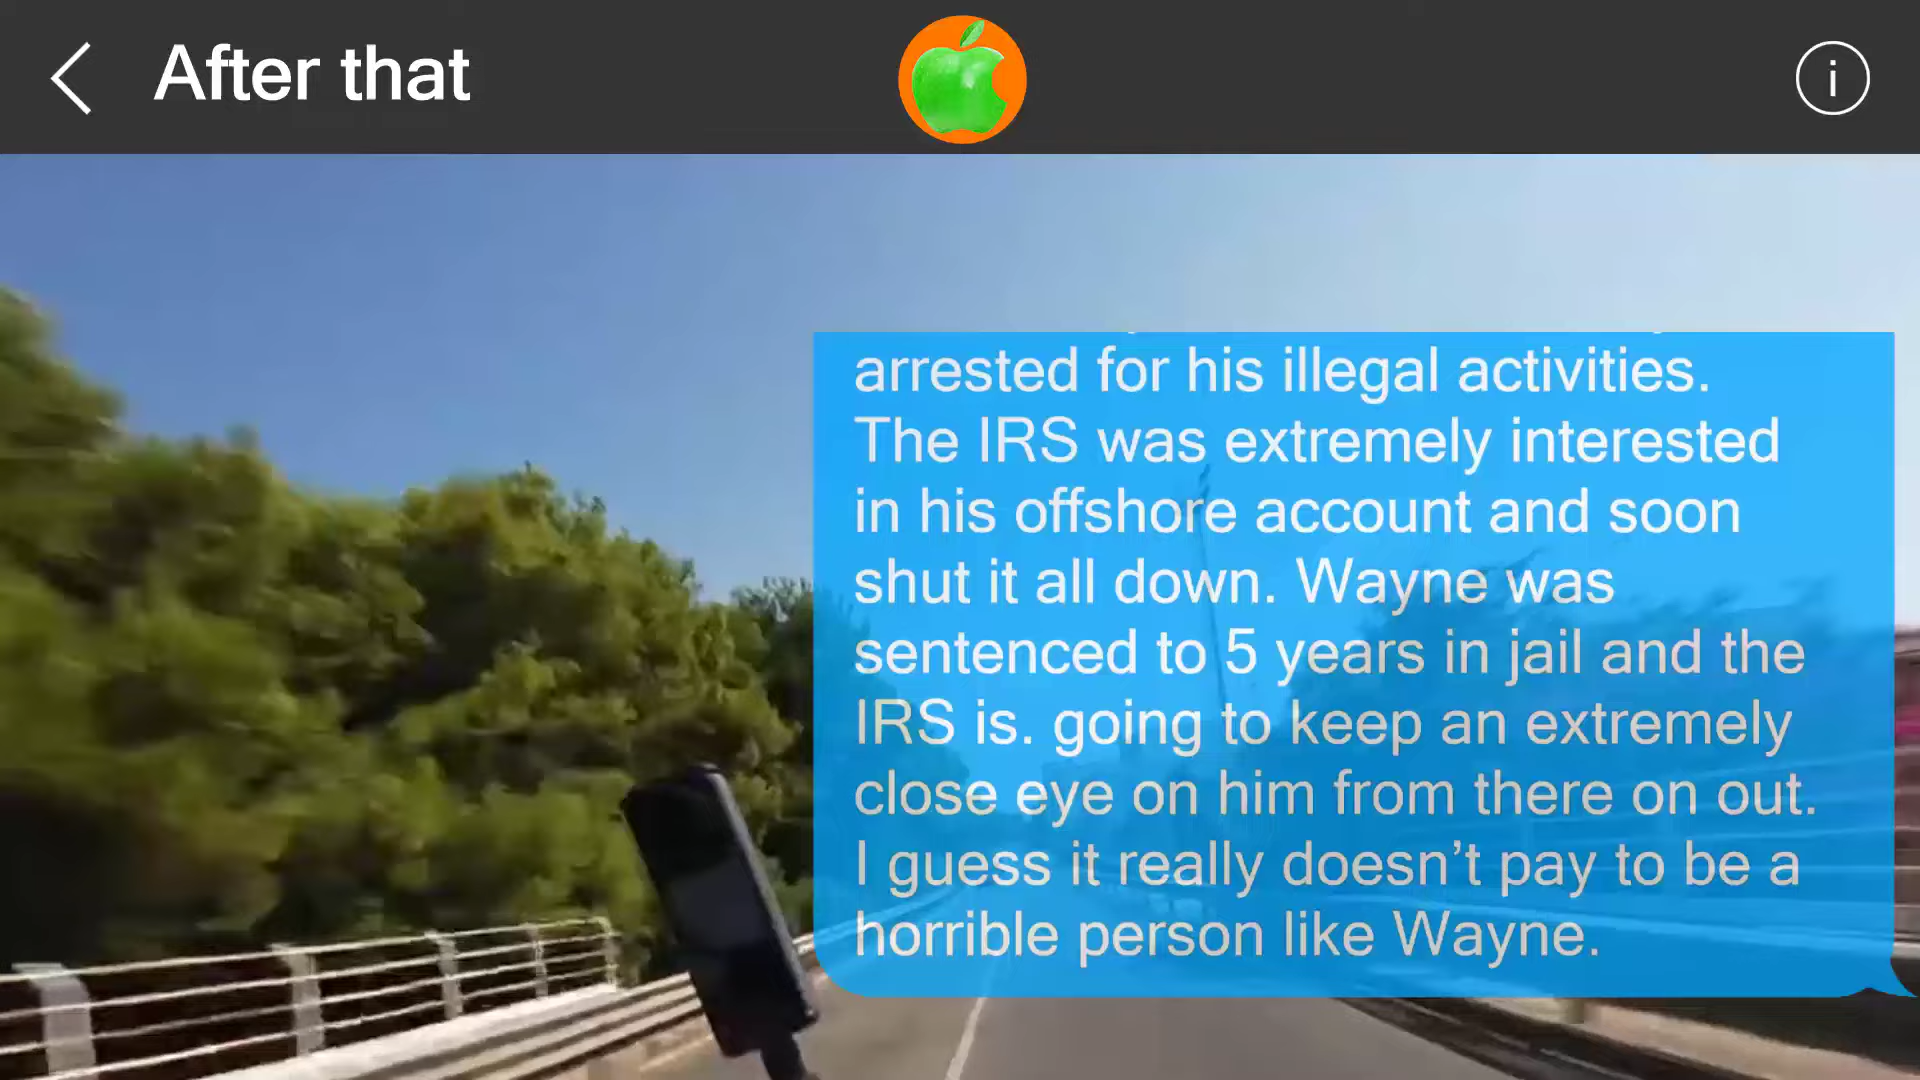 After that
i
arrested for his illegal activities.
The IRS was extremely interested
in his offshore account and soon
shut it all down. Wayne was
sentenced to 5 years in jail and the
IRS is. going to keep an extremely
close eye on him from there on out.
I guess it really doesn’t pay to be a
horrible person like Wayne.